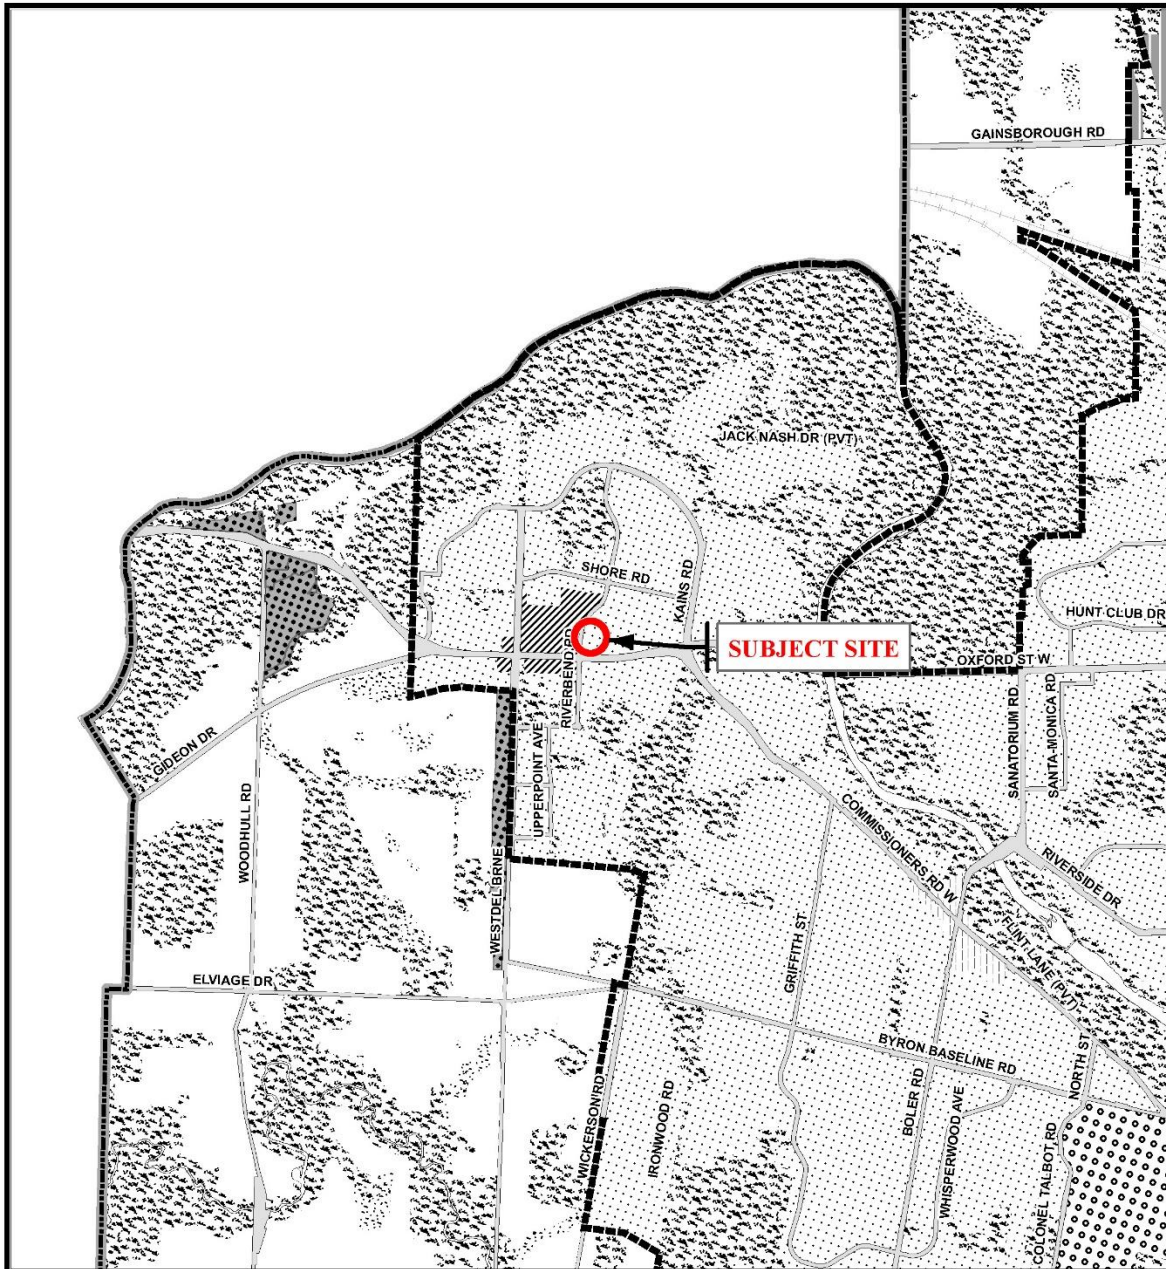 GAINSBOROUGH RD
JACK NASH DR (PVT)
SHORE RD
KAINS RD
HUNT CLUB DR
SUBJECT SITE
OXFORD ST W
RIVERBEND RD
GIDEON DR
UPPERPOINT AVE
SANATORIUM RD
SANTA-MONICA RD
WOODHULL RD
COMMISSIONERS RD W
RIVERSIDE DR
WESTDEL BRNE
GRIFFITH ST
FLINT LANE (PVT)
ELVIAGE DR
BYRON BASELINE RD
NORTH ST
WICKERSON RD
IRONWOOD RD
BOLER RD
WHISPERWOOD AVE
COLONEL TALBOT RD